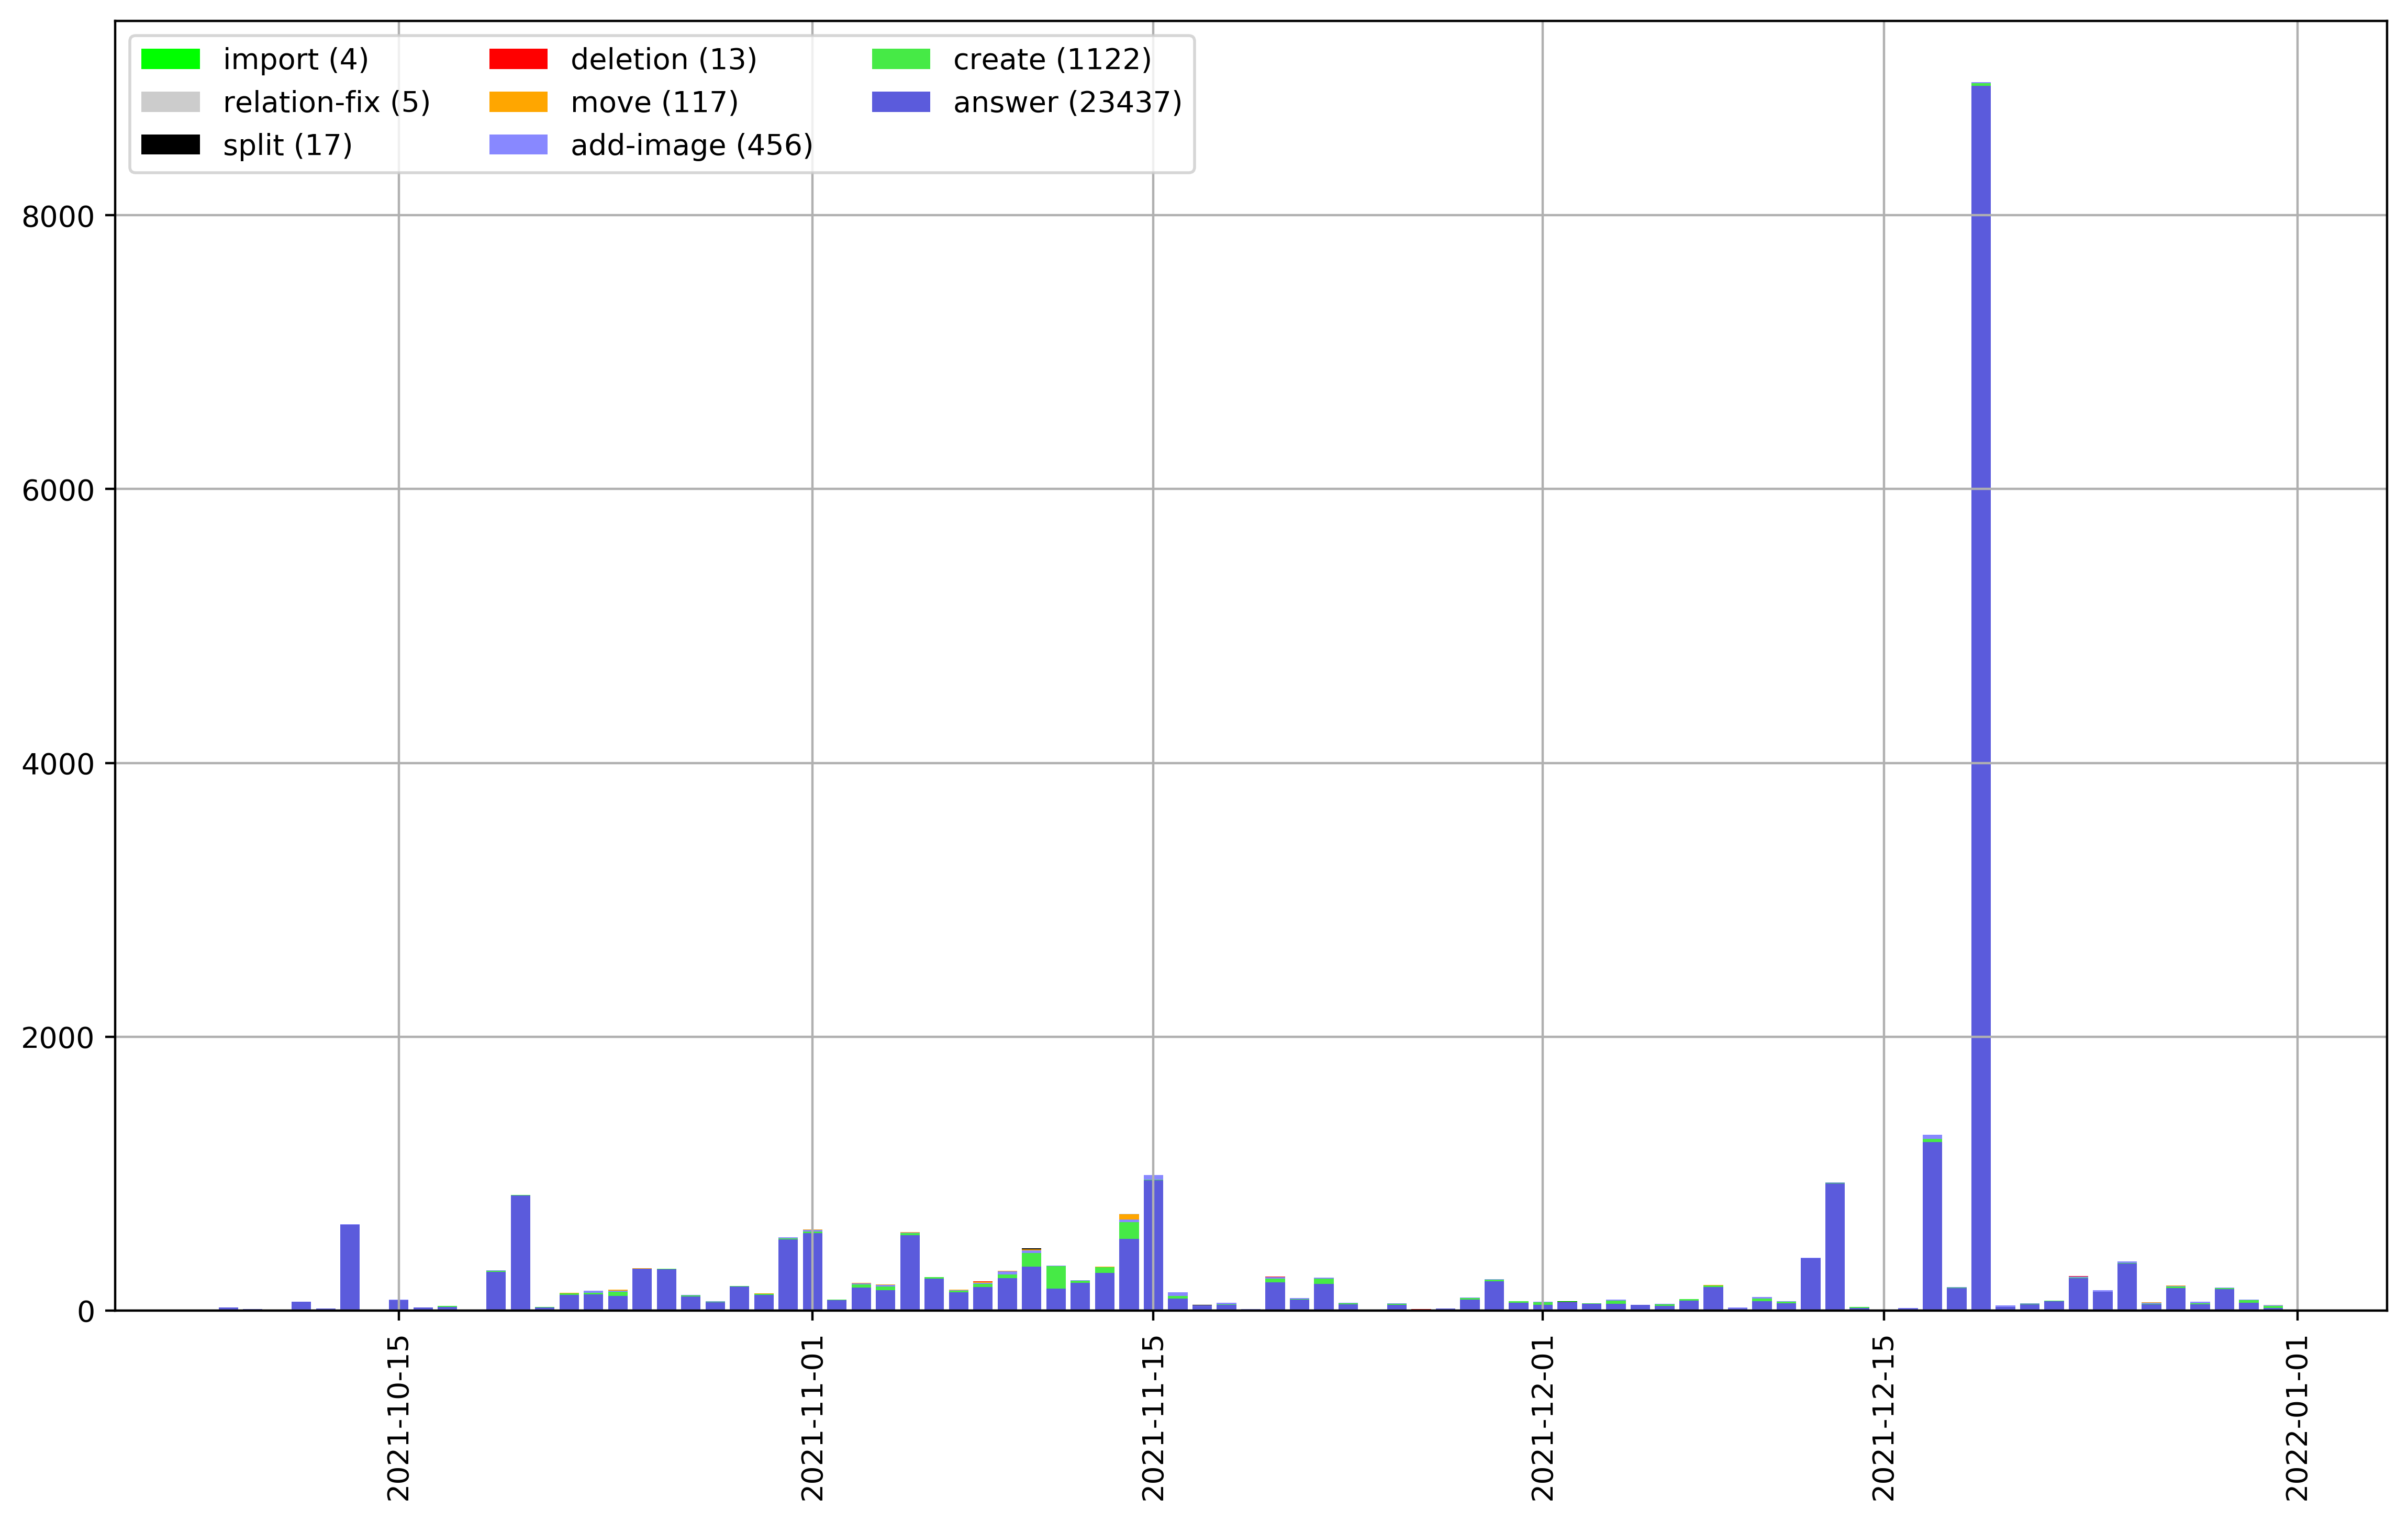 import (4)
relation-fix (5)
split (17)
deletion (13)
move (117)
add-image (456)
create (1122)
answer (23437)
8000
6000
4000
2000
0
2021-10-15
2021-11-01
2021-11-15
2021-12-01
2021-12-15
2022-01-01